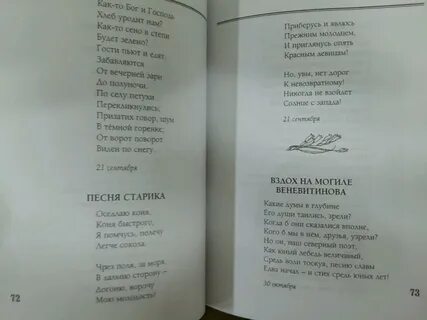 Как-то Бог и Господь
Хлеб уродит нам?
Как-то сено в степи
Будет зелено?
Гости пьют и едят,
Забавляются
От вечерней зари
До полуночи.
По селу петухи
Перекликнулись;
Призатих говор, шум
В тёмной горенке;
От ворот поворот
Виден по снегу.
21 сентября
ПЕСНЯ СТАРИКА
Оседлаю коня,
Коня быстрого,
Я помчусь, полечу
Легче сокола.
Чрез поля, за моря,
В дальню сторону –
Догоню, ворочу
Мою молодость!
72
Приберусь и явлюсь
Прежним молодцем,
И приглянусь опять
Красным девицам!
Но, увы, нет дорог
К невозвратному!
Никогда не взойдёт
Солнце с запада!
21 сентября
ВЗДОХ НА МОГИЛЕ
ВЕНЕВИТИНОВА
Какие думы в глубине
Его души таились, зрели?
Когда б они сказалися вполне,
Кого б мы в нём, друзья, узрели?
Но он, наш северный поэт,
Как юный лебедь величавый,
Средь волн тоскуя, песню славы
Едва начал – и стих средь юных лет!
30 октября
73